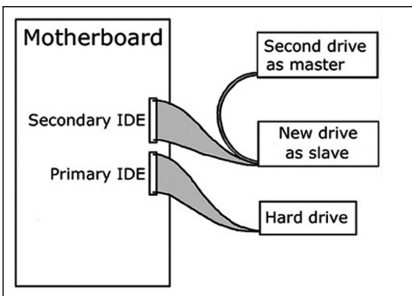 Motherboard
Secondary IDE
Primary IDE
Second drive
as master
New drive
as slave
Hard drive